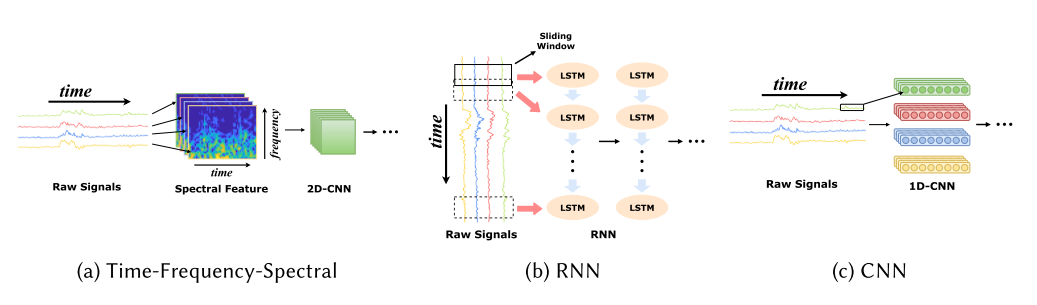 time
Raw Signals
frequency
time
Spectral Feature
2D-CNN
(a) Time-Frequency-Spectral
Sliding
Window
time
LSTM
LSTM
LSTM
LSTM
LSTM
LSTM
Raw Signals
RNN
(b) RNN
time
Raw Signals
1D-CNN
(c) CNN